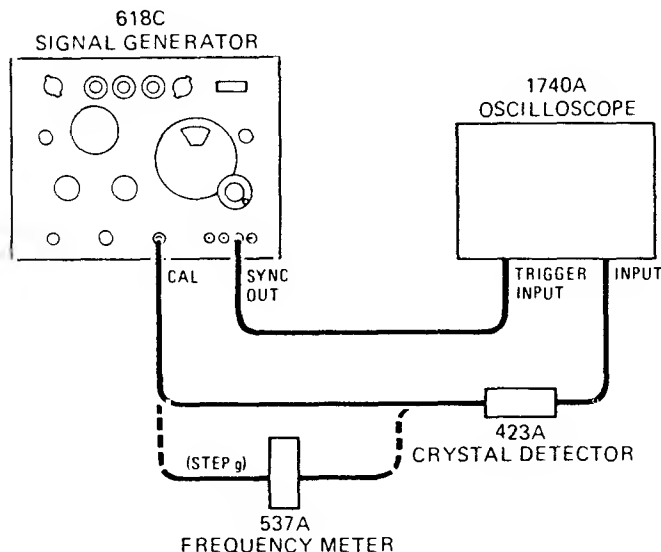 618C
SIGNAL GENERATOR
1740A
OSCILLOSCOPE
CAL
SYNC
OUT
TRIGGER
INPUT
INPUT
423A
CRYSTAL DETECTOR
(STEP g)
537A
FREQUENCY METER